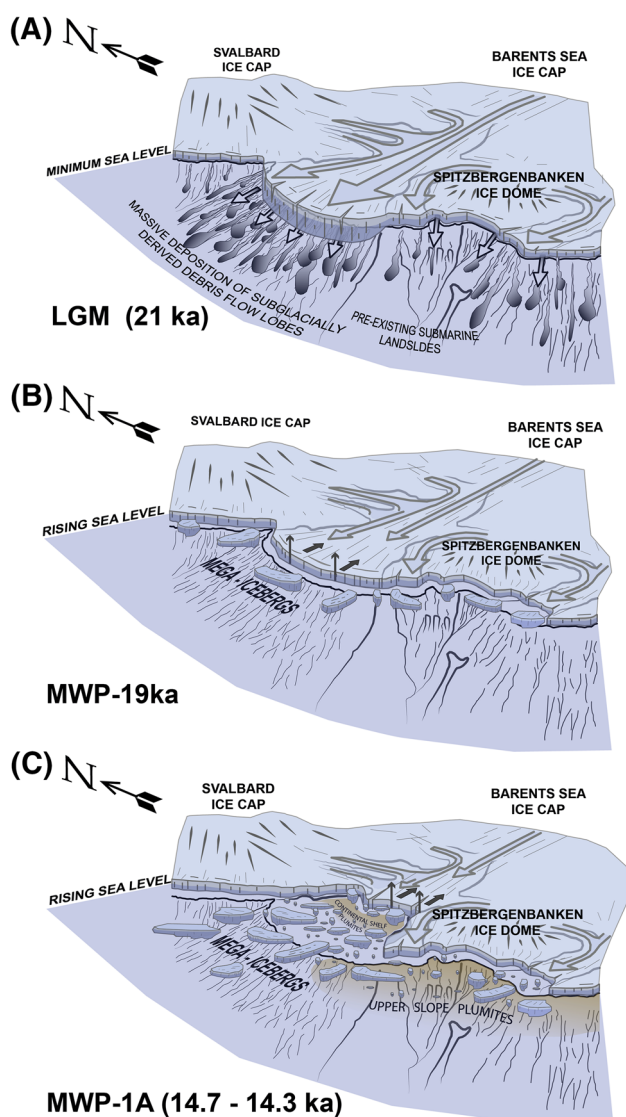 (A)
N
SVALBARD
ICE CAP
BARENTS SEA
ICE CAP
MINIMUM SEA LEVEL
SPITZBERGENBANKEN
ICE DOME
MASSIVE DEPOSITION OF SUBGLACIALLY
DERIVED DEBRIS FLOW LOBES
PRE-EXISTING SUBMARINE
LANDSLDES
LGM (21 ka)
(B)
N
SVALBARD ICE CAP
BARENTS SEA
ICE CAP
RISING SEA LEVEL
SPITZBERGENBANKEN
ICE DOME
MEGA - ICEBERGS
MWP-19ka
(C)
N
SVALBARD
ICE CAP
BARENTS SEA
ICE CAP
RISING SEA LEVEL
CONTINENTAL SHELF
PLUMITES
SPITZBERGENBANKEN
ICE DOME
MEGA - ICEBERGS
UPPER SLOPE PLUMITES
MWP-1A (14.7 - 14.3 ka)